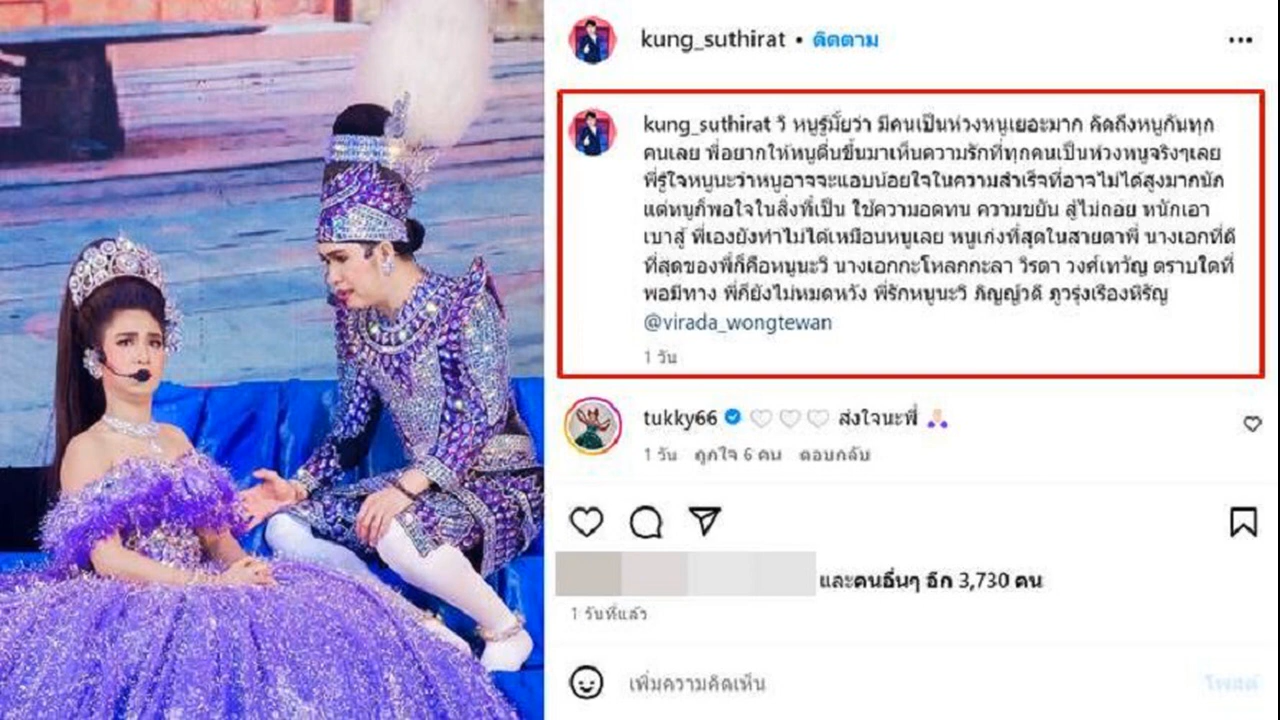 kung_suthirat • ติดตาม
kung_suthirat วิ หนูรู้มั้ยว่า มีคนเป็นห่วงหนูเยอะมาก คิดถึงหนูกันทุก
คนเลย พี่อยากให้หนูตื่นขึ้นมาเห็นความรักที่ทุกคนเป็นห่วงหนูจริงๆเลย
พี่รู้ใจหนูนะว่าหนูอาจจะแอบน้อยใจในความสำเร็จที่อาจไม่ได้สูงมากนัก
แต่หนูก็พอใจในสิ่งที่เป็น ใช้ความอดทน ความขยัน สู้ไม่ถอย หนักเอา
เบาสู้ พี่เองยังทำไม่ได้เหมือนหนูเลย หนูเก่งที่สุดในสายตาพี่ นางเอกที่ดี
ที่สุดของพี่ก็คือหนูนะวิ นางเอกกะโหลกกะลา วิรดา วงศ์เทวัญ ตราบใดที่
พอมีทาง พี่ก็ยังไม่หมดหวัง พี่รักหนูนะวิ ภิญญ์วดี ภูวรุ่งเรืองหิรัญ
@virada_wongtewan
1 วัน
tukky66 🤍🤍🤍 ส่งใจนะพี่ 🙏🏻
1 วัน ถูกใจ 6 คน ตอบกลับ
และคนอื่นๆ อีก 3,730 คน
1 วันที่แล้ว
เพิ่มความคิดเห็น
โพสต์